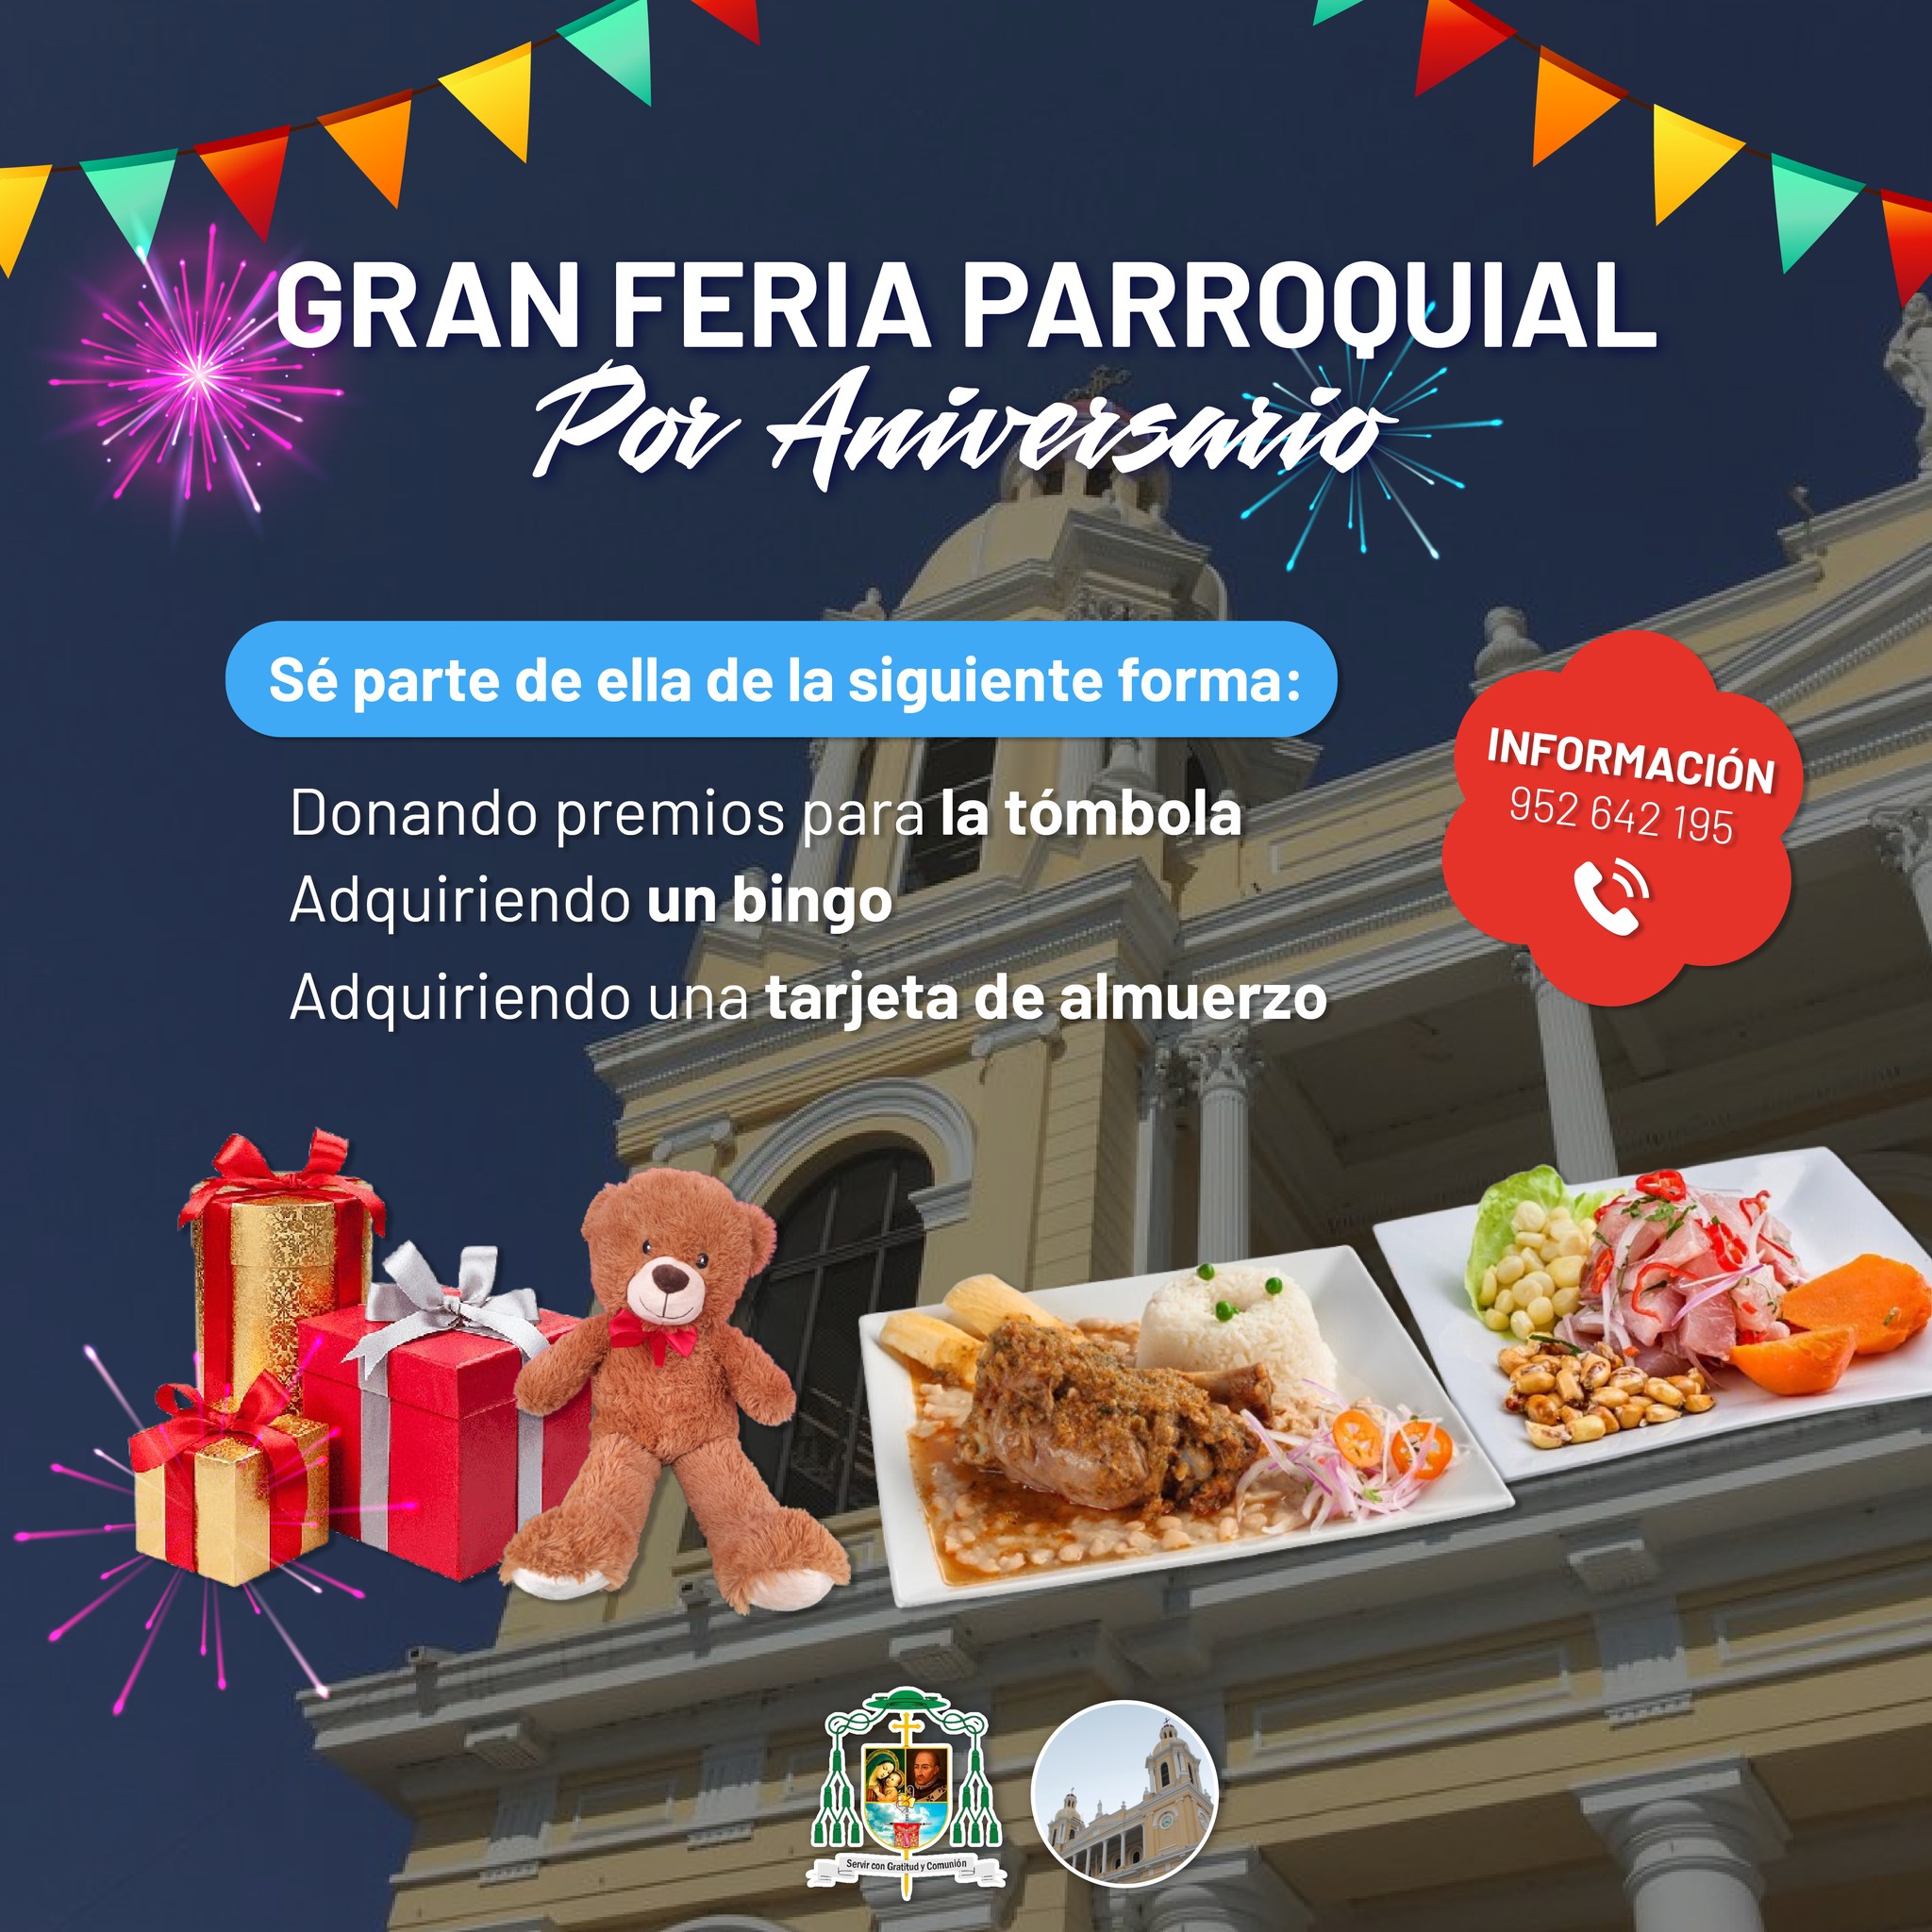 GRAN FERIA PARROQUIAL
Por Aniversario
Sé parte de ella de la siguiente forma:
Donando premios para la tómbola
Adquiriendo un bingo
Adquiriendo una tarjeta de almuerzo
INFORMACIÓN
952 642 195
Servir con Gratitud y Comunión